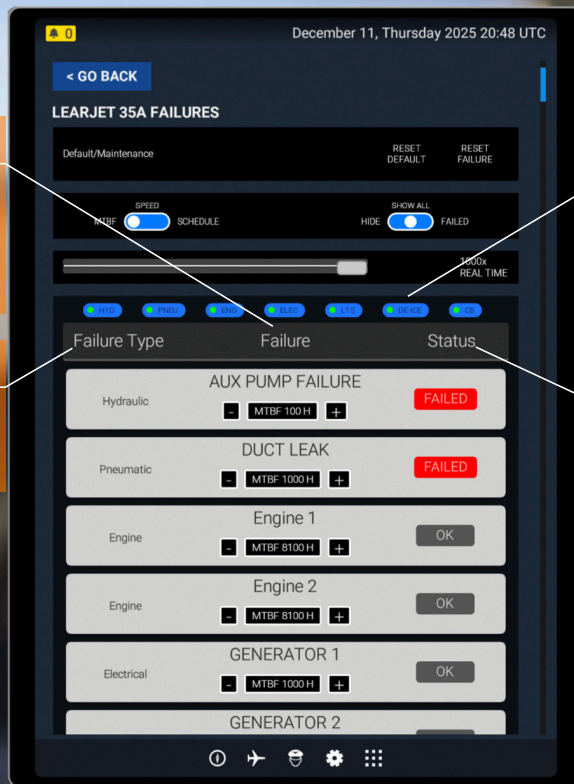 0
December 11, Thursday 2025 20:48 UTC
< GO BACK
LEARJET 35A FAILURES
Default/Maintenance
RESET DEFAULT
RESET FAILURE
SPEED
MTBF
SCHEDULE
SHOW ALL
HIDE
FAILED
1000x
REAL TIME
HYD PNEU ENG ELEC LTS DE-ICE CB
Failure Type Failure Status
AUX PUMP FAILURE
Hydraulic - MTBF 100 H + FAILED
DUCT LEAK
Pneumatic - MTBF 1000 H + FAILED
Engine 1
Engine - MTBF 8100 H + OK
Engine 2
Engine - MTBF 8100 H + OK
GENERATOR 1
Electrical - MTBF 1000 H + OK
GENERATOR 2